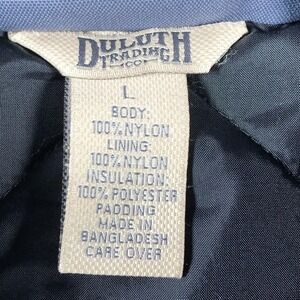 DULUTH
TRADING
CO
L
BODY:
100% NYLON
LINING:
100% NYLON
INSULATION:
100% POLYESTER
PADDING
MADE IN
BANGLADESH
CARE OVER